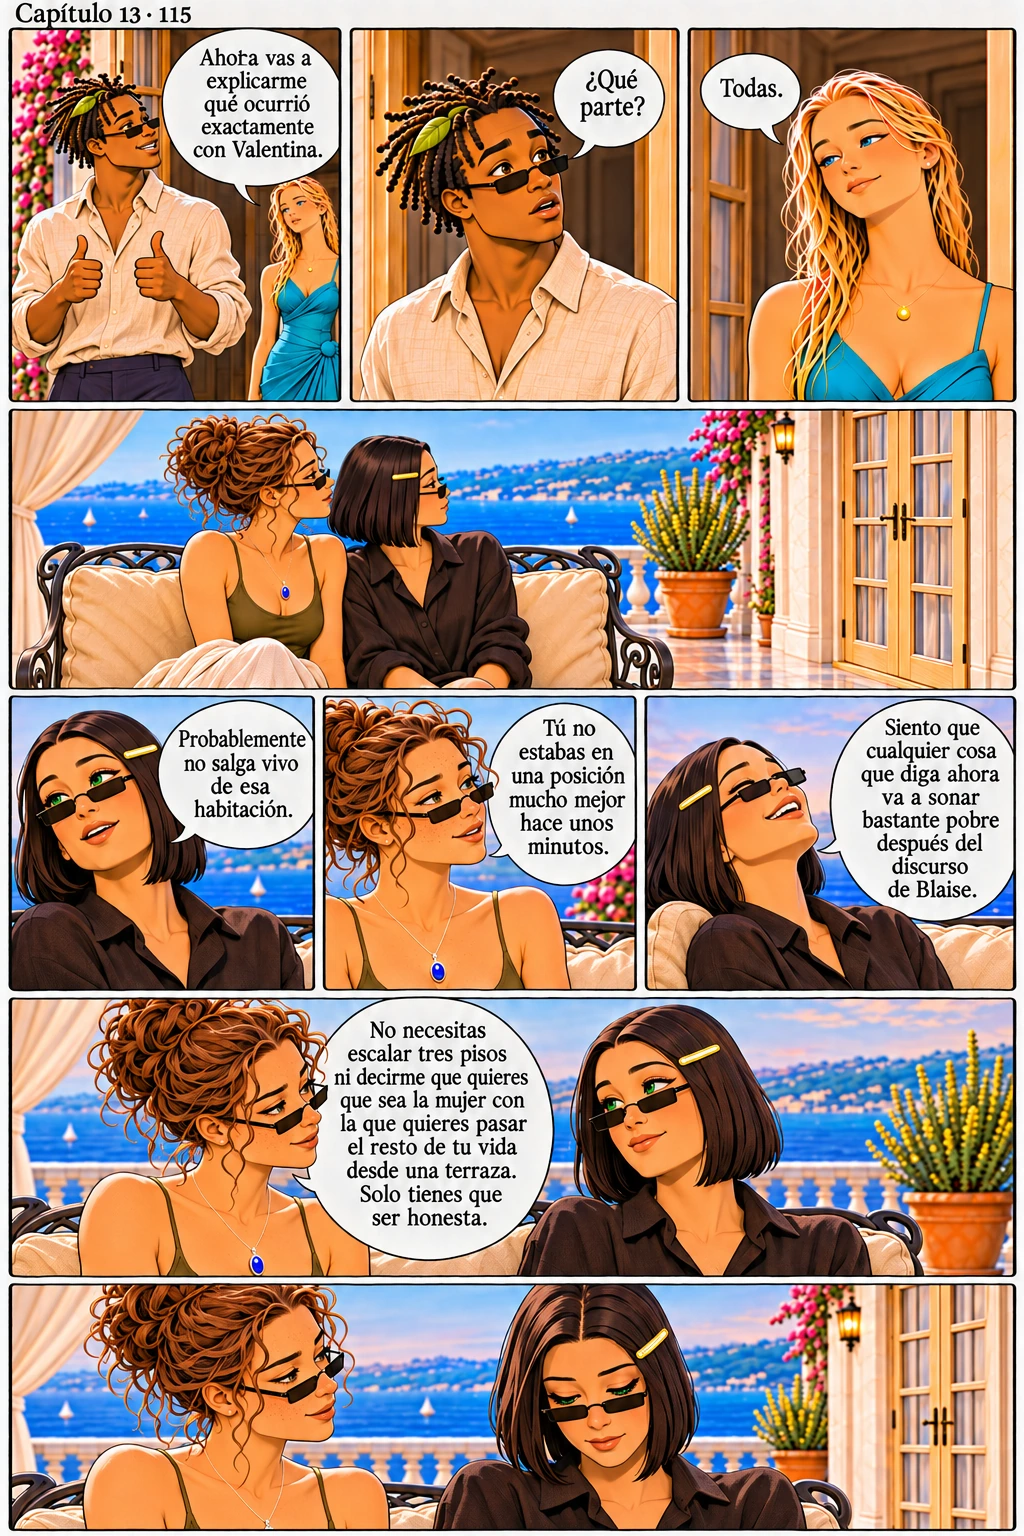 Capítulo 13 · 115
Ahora vas a
explicarme
qué ocurrió
exactamente
con Valentina.
¿Qué
parte?
Todas.
Probablemente
no salga vivo
de esa
habitación.
Tú no
estabas en
una posición
mucho mejor
hace unos
minutos.
Siento que
cualquier cosa
que diga ahora
va a sonar
bastante pobre
después del
discurso
de Blaise.
No necesitas
escalar tres pisos
ni decirme que quieres
que sea la mujer con
la que quieres pasar
el resto de tu vida
desde una terraza.
Solo tienes que
ser honesta.